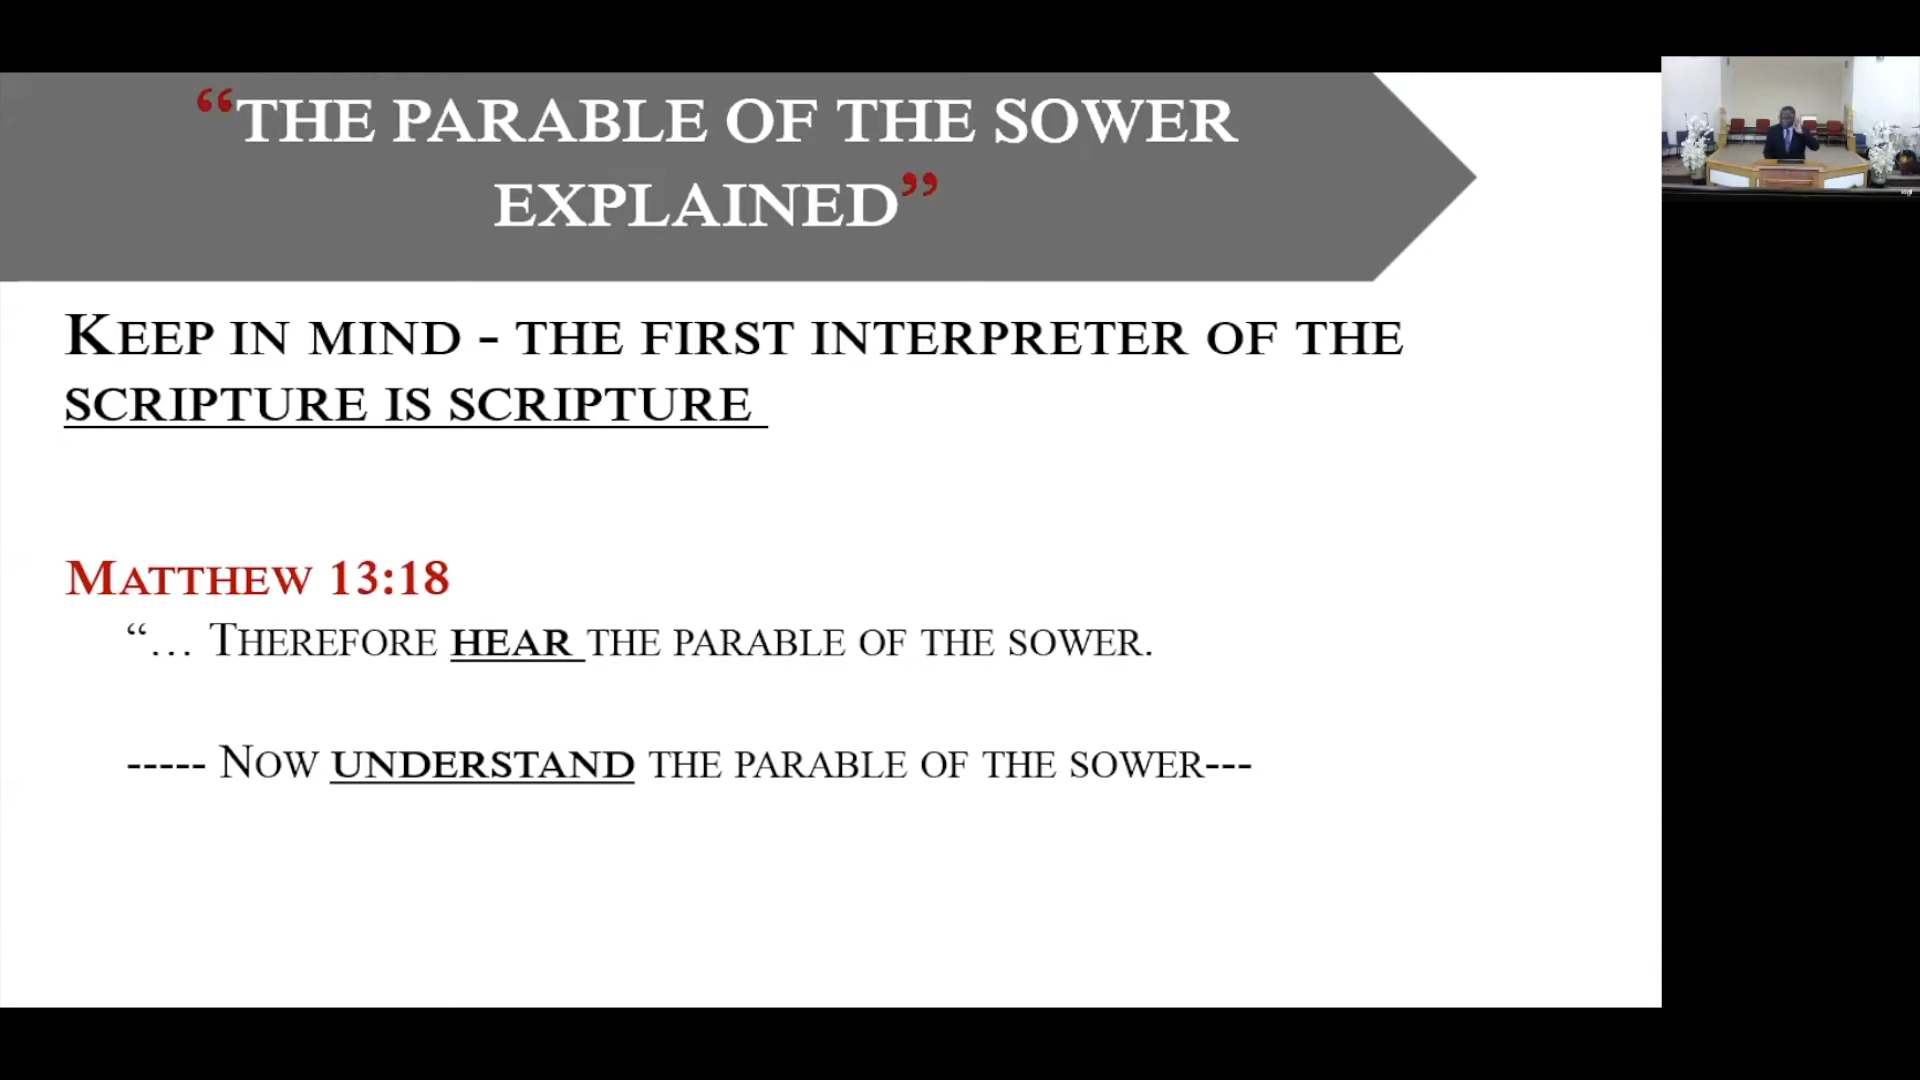 “THE PARABLE OF THE SOWER
EXPLAINED”
KEEP IN MIND - THE FIRST INTERPRETER OF THE
SCRIPTURE IS SCRIPTURE
MATTHEW 13:18
“… THEREFORE HEAR THE PARABLE OF THE SOWER.
----- NOW UNDERSTAND THE PARABLE OF THE SOWER---